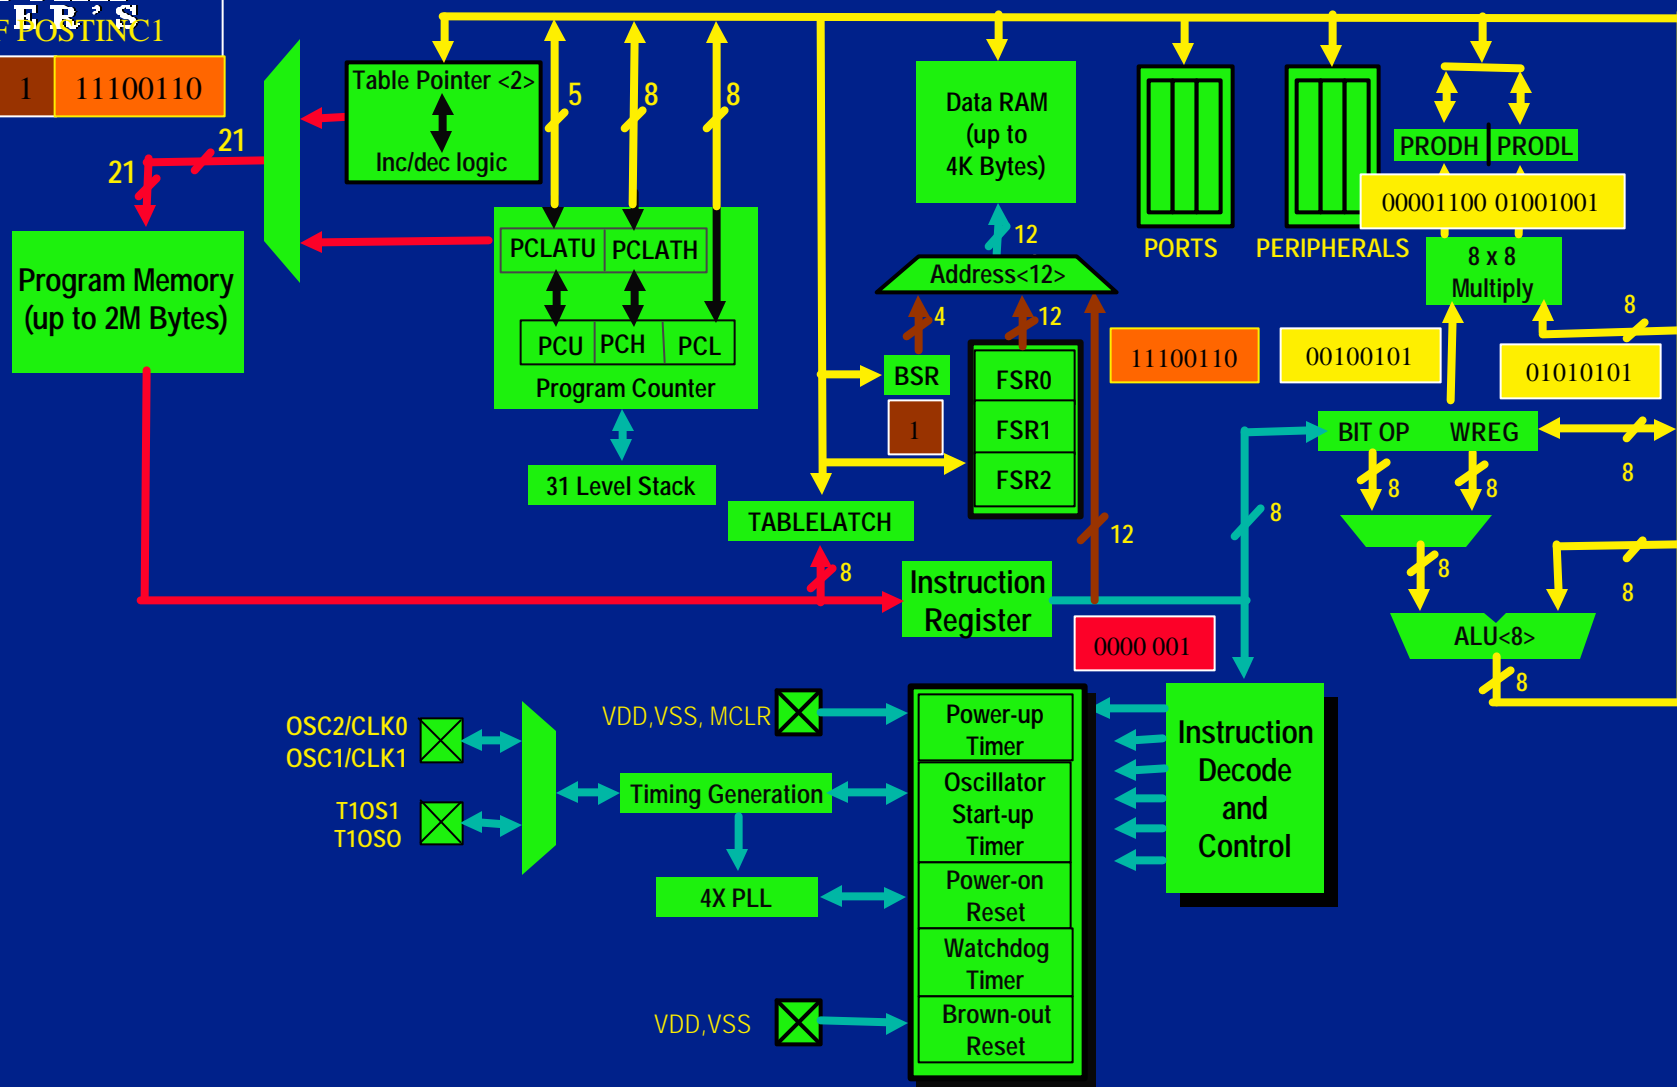 ER'S
F POSTINC1
1 11100110
Table Pointer <2>
Inc/dec logic
5
8
8
21
21
Data RAM
(up to
4K Bytes)
PRODH PRODL
00001100 01001001
PORTS
PERIPHERALS
8 x 8
Multiply
8
Program Memory
(up to 2M Bytes)
PCLATU PCLATH
PCU PCH PCL
Program Counter
31 Level Stack
12
Address<12>
4
12
BSR
1
FSR0
FSR1
FSR2
11100110
00100101
01010101
BIT OP WREG
8
8
8
8
8
8
ALU<8>
8
TABLELATCH
8
12
8
Instruction
Register
0000 001
VDD,VSS, MCLR
OSC2/CLK0
OSC1/CLK1
T1OS1
T1OSO
Timing Generation
4X PLL
VDD,VSS
Power-up
Timer
Oscillator
Start-up
Timer
Power-on
Reset
Watchdog
Timer
Brown-out
Reset
Instruction
Decode
and
Control